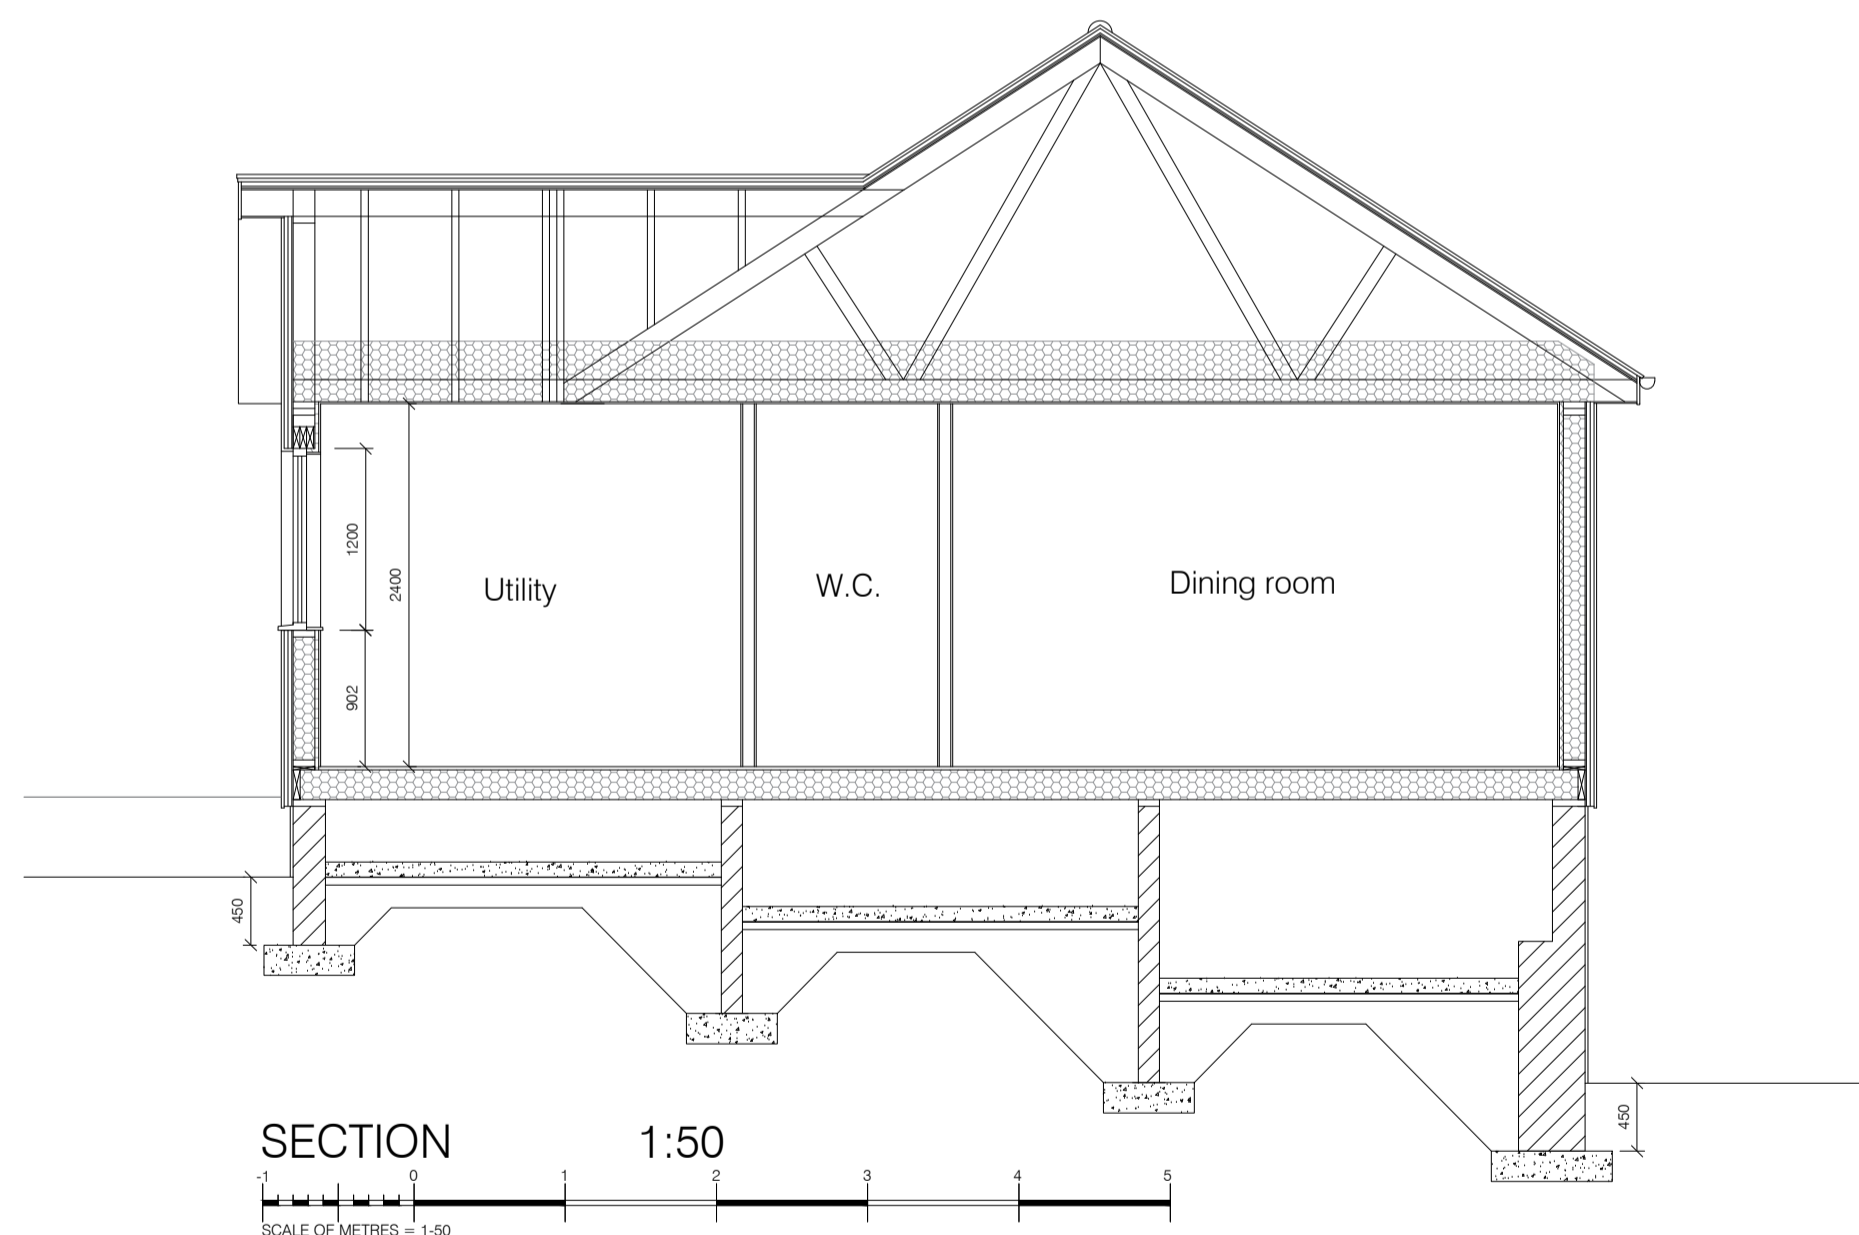 1200
2400
Utility
W.C.
Dining room
902
450
450
SECTION 1:50
-1 0 1 2 3 4 5
SCALE OF METRES = 1-50